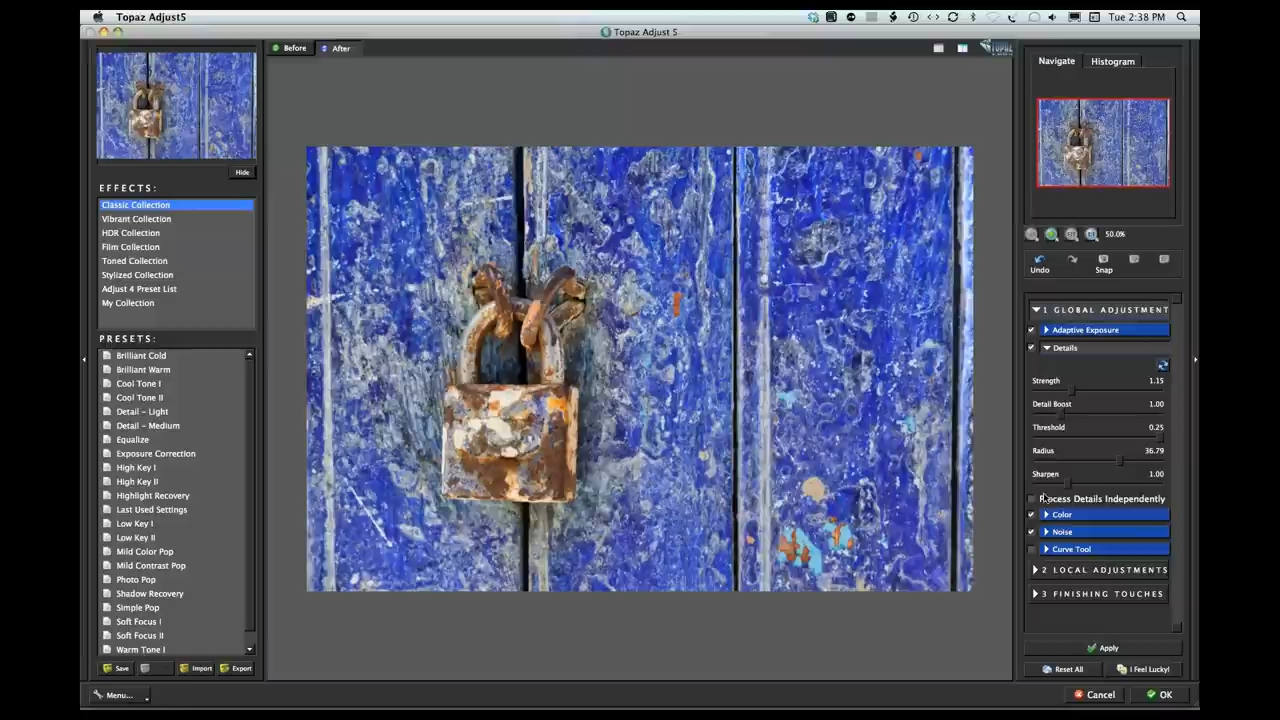 Topaz Adjust5
Tue 2:38 PM
Topaz Adjust 5
Before
After
TOPAZ
Hide
EFFECTS:
Classic Collection
Vibrant Collection
HDR Collection
Film Collection
Toned Collection
Stylized Collection
Adjust 4 Preset List
My Collection
PRESETS:
Brilliant Cold
Brilliant Warm
Cool Tone I
Cool Tone II
Detail – Light
Detail – Medium
Equalize
Exposure Correction
High Key I
High Key II
Highlight Recovery
Last Used Settings
Low Key I
Low Key II
Mild Color Pop
Mild Contrast Pop
Photo Pop
Shadow Recovery
Simple Pop
Soft Focus I
Soft Focus II
Warm Tone I
Save
Import
Export
Menu...
Navigate
Histogram
50.0%
Undo
Snap
1 GLOBAL ADJUSTMENT
Adaptive Exposure
Details
Strength 1.15
Detail Boost 1.00
Threshold 0.25
Radius 36.79
Sharpen 1.00
Process Details Independently
Color
Noise
Curve Tool
2 LOCAL ADJUSTMENTS
3 FINISHING TOUCHES
Apply
Reset All
I Feel Lucky!
Cancel
OK